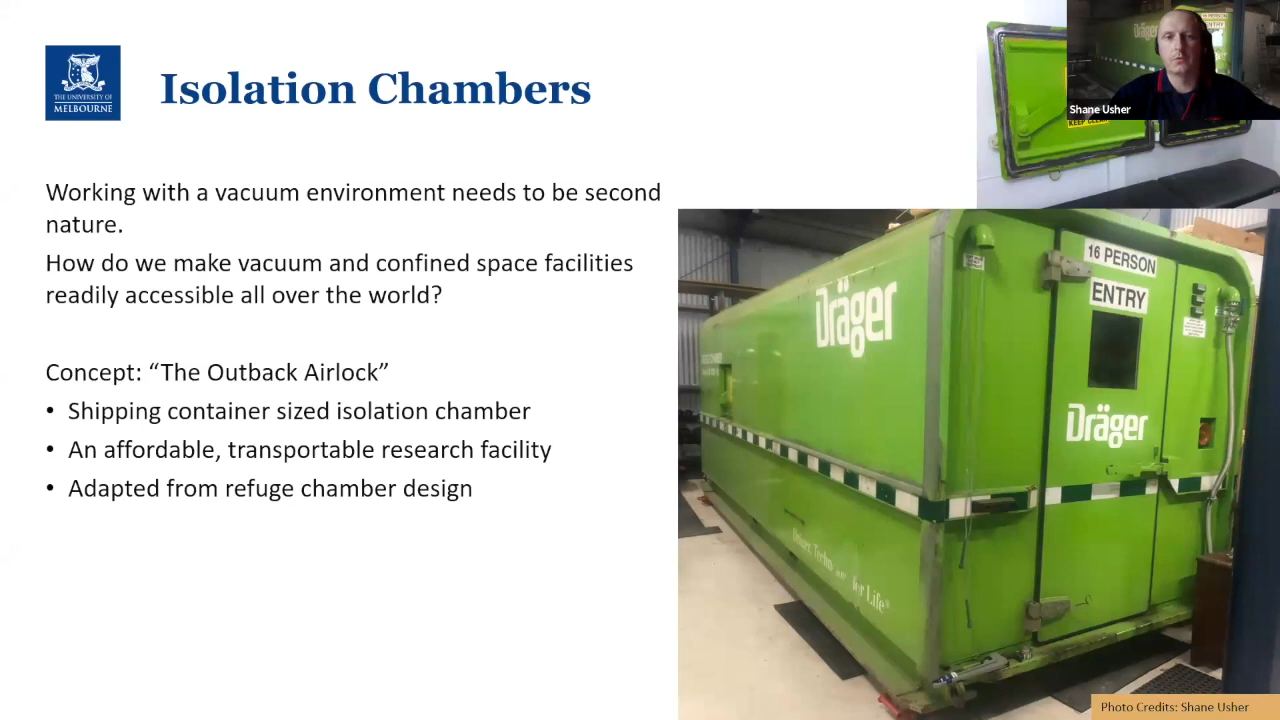 THE UNIVERSITY OF
MELBOURNE
Isolation Chambers
Working with a vacuum environment needs to be second
nature.
How do we make vacuum and confined space facilities
readily accessible all over the world?
Concept: “The Outback Airlock”
• Shipping container sized isolation chamber
• An affordable, transportable research facility
• Adapted from refuge chamber design
Shane Usher
KEEP CLEAR
16 PERSON
ENTRY
Dräger
Dräger
Photo Credits: Shane Usher